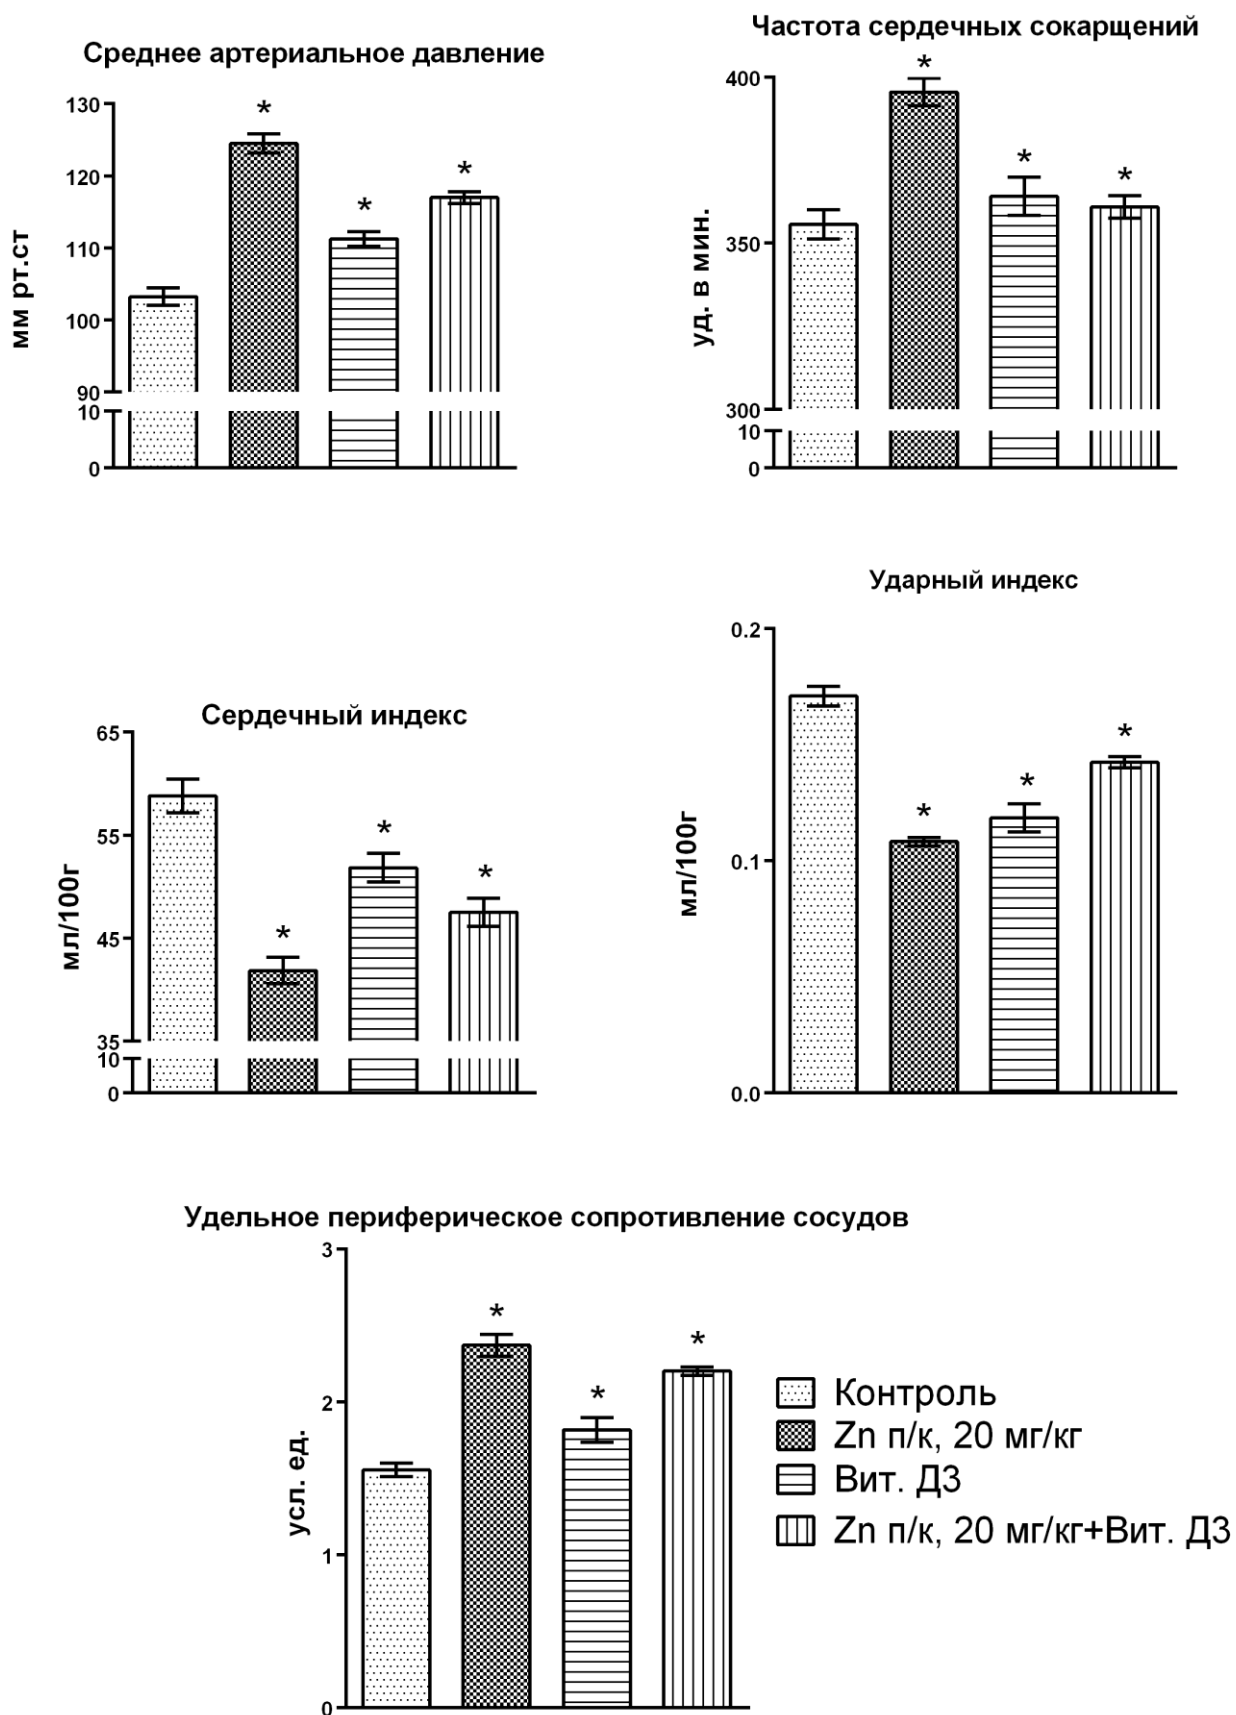 Среднее артериальное давление
мм рт.ст
130
120
110
100
90
10
0
*
*
*
Частота сердечных сокарщений
уд. в мин.
400
350
300
10
0
*
*
*
Сердечный индекс
мл/100г
65
55
45
35
10
0
*
*
*
Ударный индекс
мл/100г
0.2
0.1
0.0
*
*
*
Удельное периферическое сопротивление сосудов
усл. ед.
3
2
1
0
*
*
*
Контроль
Zn п/к, 20 мг/кг
Вит. Д3
Zn п/к, 20 мг/кг+Вит. Д3